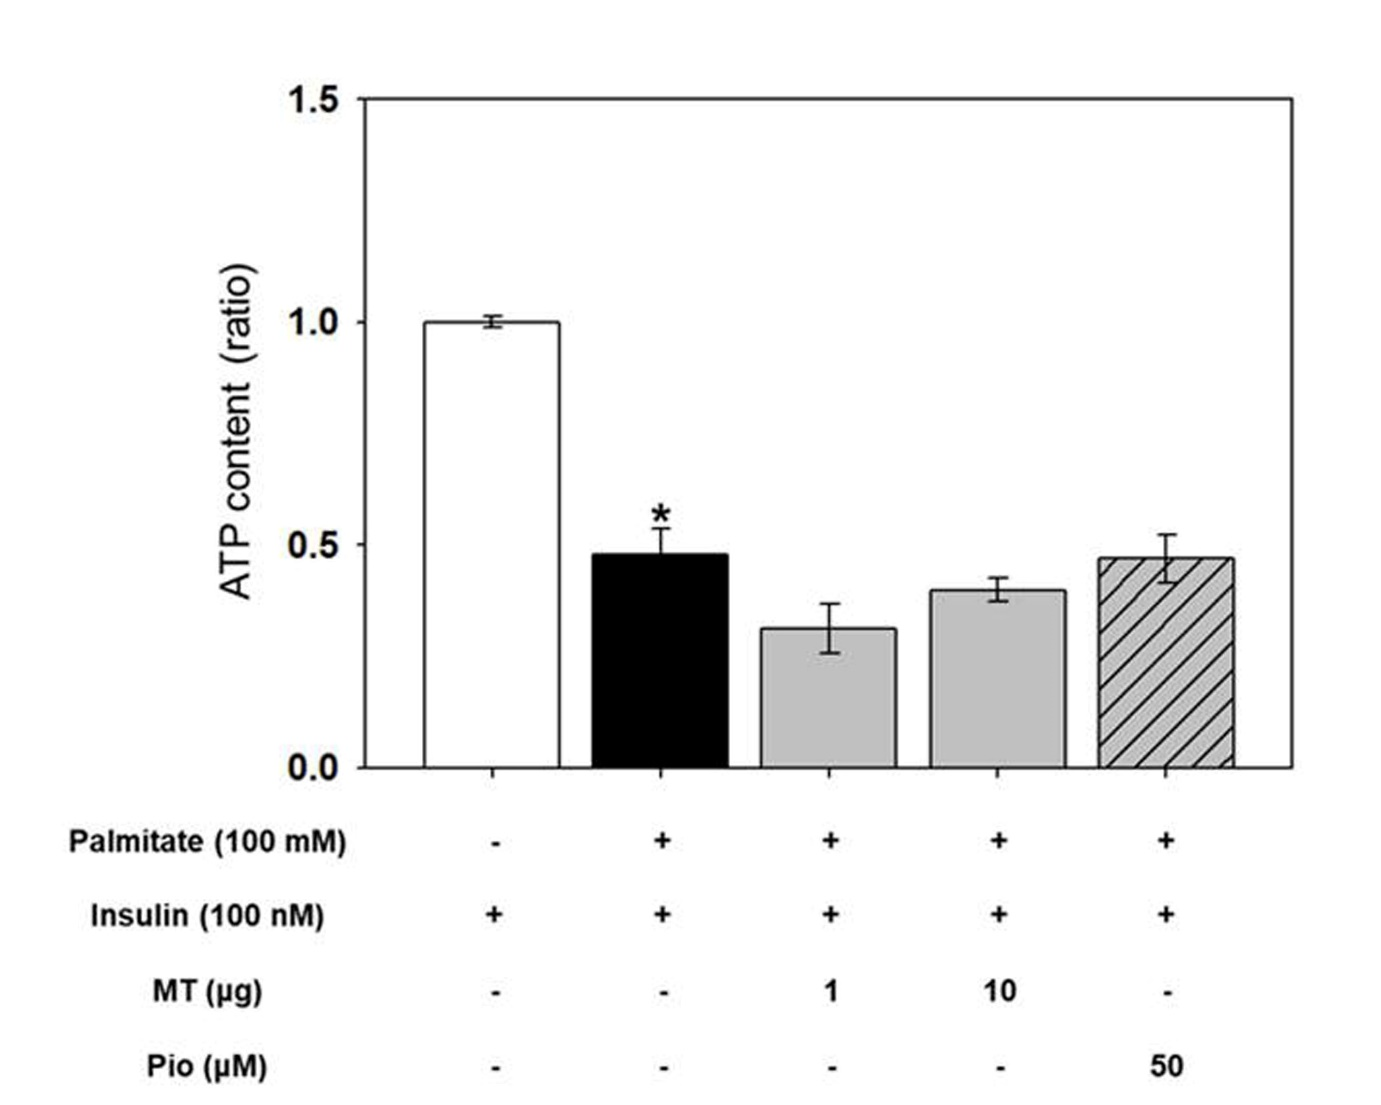 1.5
1.0
0.5
0.0
ATP content (ratio)
*
Palmitate (100 mM) - + + + +
Insulin (100 nM) + + + + +
MT (µg) - - 1 10 -
Pio (µM) - - - - 50